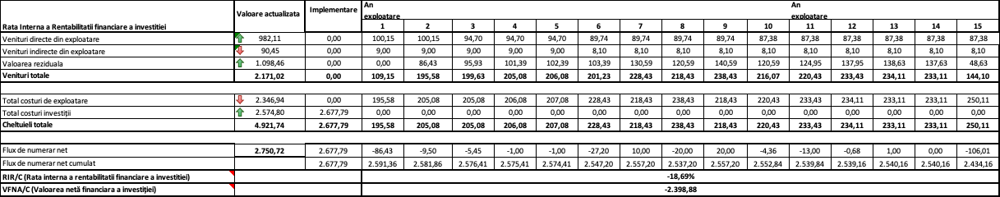 Rata Interna a Rentabilitatii financiare a investitiei Valoare actualizata Implementare An exploatare An exploatare
1 2 3 4 5 6 7 8 9 10 11 12 13 14 15
Venituri directe din exploatare 982,11 0,00 100,15 100,15 94,70 94,70 94,70 89,74 89,74 89,74 89,74 87,38 87,38 87,38 87,38 87,38 87,38
Venituri indirecte din exploatare 90,45 0,00 9,00 9,00 9,00 9,00 9,00 8,10 8,10 8,10 8,10 8,10 8,10 8,10 8,10 8,10 8,10
Valoarea reziduala 1.098,46 0,00 0,00 86,43 95,93 101,39 102,39 103,39 130,59 120,59 140,59 120,59 124,95 137,95 138,63 137,63 48,63
Venituri totale 2.171,02 0,00 109,15 195,58 199,63 205,08 206,08 201,23 228,43 218,43 238,43 216,07 220,43 233,43 234,11 233,11 144,10
Total costuri de exploatare 2.346,94 0,00 195,58 205,08 205,08 206,08 207,08 228,43 218,43 238,43 218,43 220,43 233,43 234,11 233,11 233,11 250,11
Total costuri investiții 2.574,80 2.677,79 0,00 0,00 0,00 0,00 0,00 0,00 0,00 0,00 0,00 0,00 0,00 0,00 0,00 0,00 0,00
Cheltuieli totale 4.921,74 2.677,79 195,58 205,08 205,08 206,08 207,08 228,43 218,43 238,43 218,43 220,43 233,43 234,11 233,11 233,11 250,11
Flux de numerar net 2.750,72 2.677,79 -86,43 -9,50 -5,45 -1,00 -1,00 -27,20 10,00 -20,00 20,00 -4,36 -13,00 -0,68 1,00 0,00 -106,01
Flux de numerar net cumulat 2.677,79 2.591,36 2.581,86 2.576,41 2.575,41 2.574,41 2.547,20 2.557,20 2.537,20 2.557,20 2.552,84 2.539,84 2.539,16 2.540,16 2.540,16 2.434,16
RIR/C (Rata interna a rentabilitatii financiare a investitiei) -18,69%
VFNA/C (Valoarea netă financiara a investiției) -2.398,88